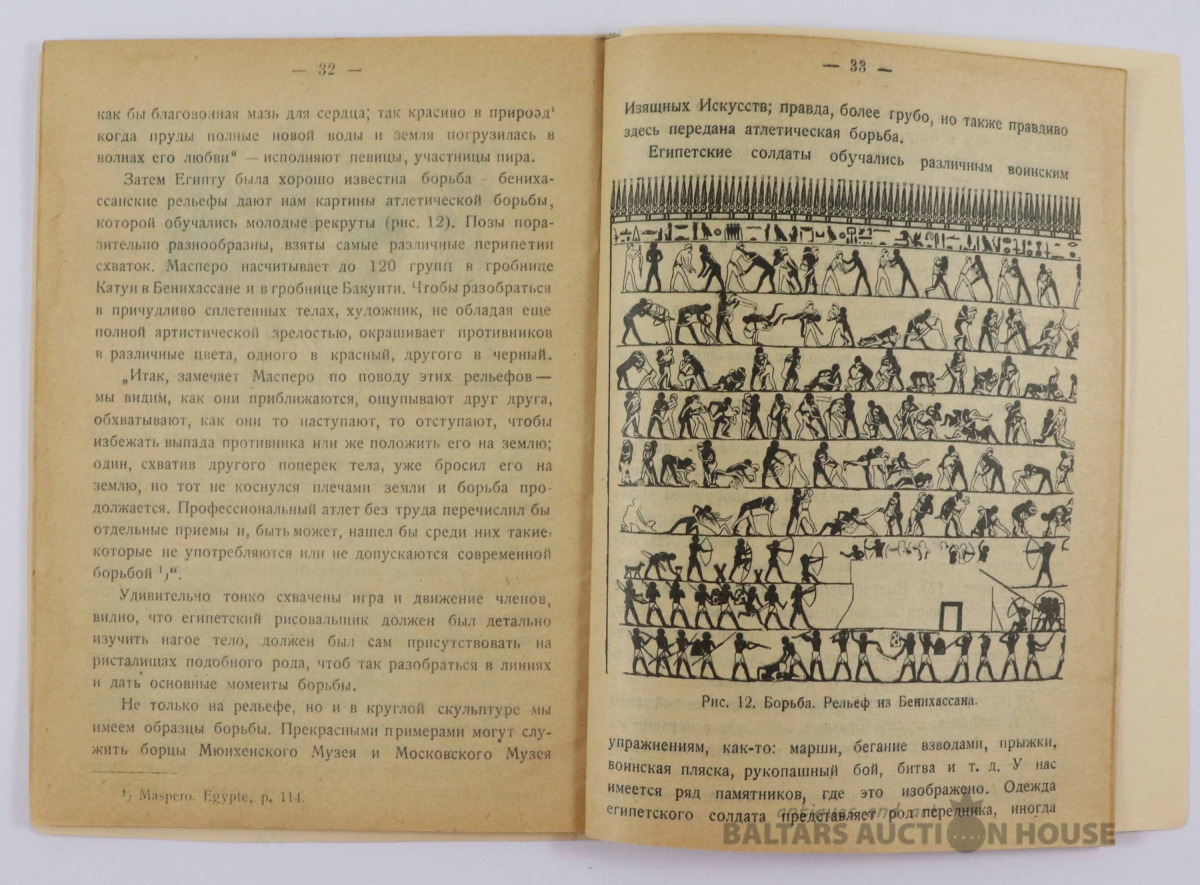 — 32 —
как бы благовонная мазь для сердца; так красиво в природ‘
когда пруды полные новой воды и земля погрузилась в
волнах его любви“ — исполняют певицы, участницы пира.
Затем Египту была хорошо известна борьба — бениха-
ссанские рельефы дают нам картины атлетической борьбы,
которой обучались молодые рекруты (рис. 12). Позы пора-
зительно разнообразны, взяты самые различные перипетии
схваток. Масперо насчитывает до 120 групп в гробнице
Катуи в Бенихассане и в гробнице Бакуити. Чтобы разобраться
в причудливо сплетенных телах, художник, не обладая еще
полной артистической зрелостью, окрашивает противников
в различные цвета, одного в красный, другого в черный.
„Итак, замечает Масперо по поводу этих рельефов —
мы видим, как они приближаются, ощупывают друг друга,
обхватывают, как они то наступают, то отступают, чтобы
избежать выпада противника или же положить его на землю;
один, схватив другого поперек тела, уже бросил его на
землю, но тот не коснулся плечами земли и борьба про-
должается. Профессиональный атлет без труда перечислил бы
отдельные приемы и, быть может, нашел бы среди них такие,
которые не употребляются или не допускаются современной
борьбой ¹)“.
Удивительно тонко схвачены игра и движение членов,
видно, что египетский рисовальщик должен был детально
изучить нагое тело, должен был сам присутствовать на
ристалищах подобного рода, чтоб так разобраться в линиях
и дать основные моменты борьбы.
Не только на рельефе, но и в круглой скульптуре мы
имеем образцы борьбы. Прекрасными примерами могут слу-
жить борцы Мюнхенского Музея и Московского Музея
¹) Maspero. Egypte, p. 114.
— 33 —
Изящных Искусств; правда, более грубо, но также правдиво
здесь передана атлетическая борьба.
Египетские солдаты обучались различным воинским
Рис. 12. Борьба. Рельеф из Бенихассана.
упражнениям, как-то: марши, бегание взводами, прыжки,
воинская пляска, рукопашный бой, битва и т. д. У нас
имеется ряд памятников, где это изображено. Одежда
египетского солдата представляет род передника, иногда
antiques and art
BALTARS AUCTION HOUSE